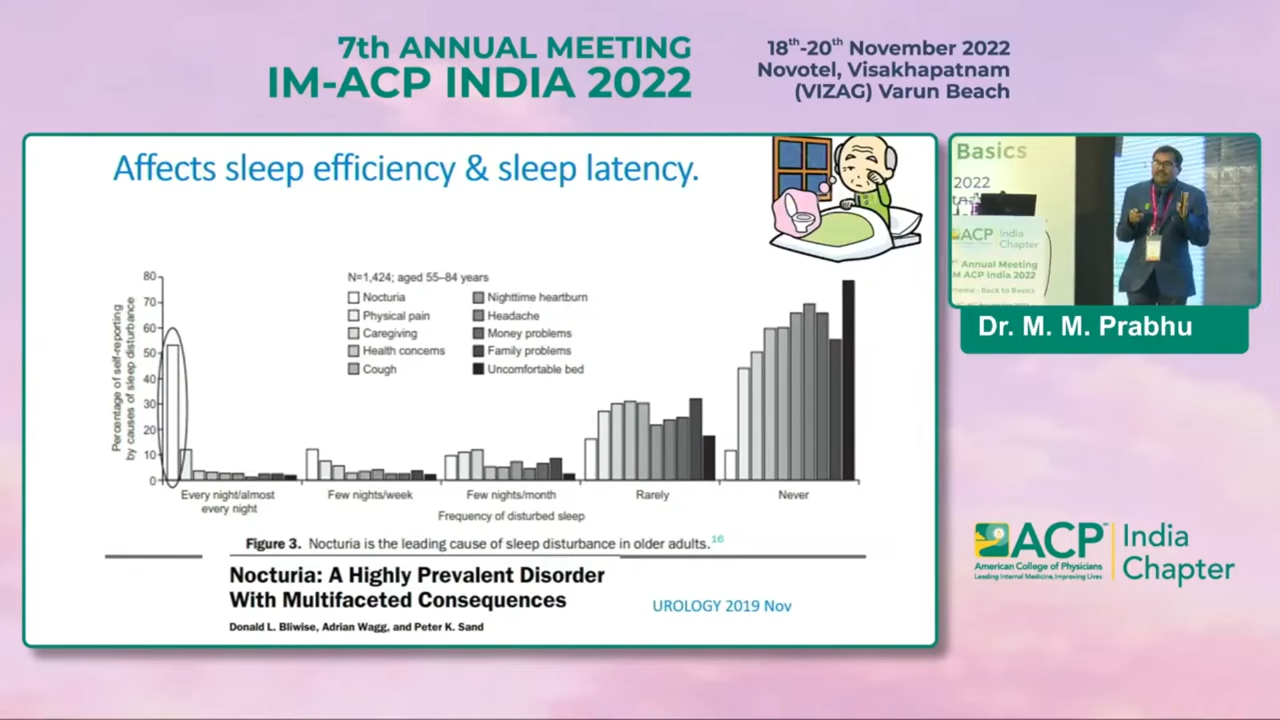 7th ANNUAL MEETING
IM-ACP INDIA 2022
18th-20th November 2022
Novotel, Visakhapatnam
(VIZAG) Varun Beach
Affects sleep efficiency & sleep latency.
Percentage of self-reporting
by causes of sleep disturbance
80
70
60
50
40
30
20
10
0
N=1,424; aged 55–84 years
Nocturia
Physical pain
Caregiving
Health concerns
Cough
Nighttime heartburn
Headache
Money problems
Family problems
Uncomfortable bed
Every night/almost
every night
Few nights/week
Few nights/month
Rarely
Never
Frequency of disturbed sleep
Figure 3. Nocturia is the leading cause of sleep disturbance in older adults.16
Nocturia: A Highly Prevalent Disorder
With Multifaceted Consequences
UROLOGY 2019 Nov
Donald L. Bliwise, Adrian Wagg, and Peter K. Sand
Basics
2022
ACP India
Chapter
Annual Meeting
M ACP India 2022
Back to Basics
Dr. M. M. Prabhu
ACP
American College of Physicians
Leading Internal Medicine, Improving Lives
India
Chapter